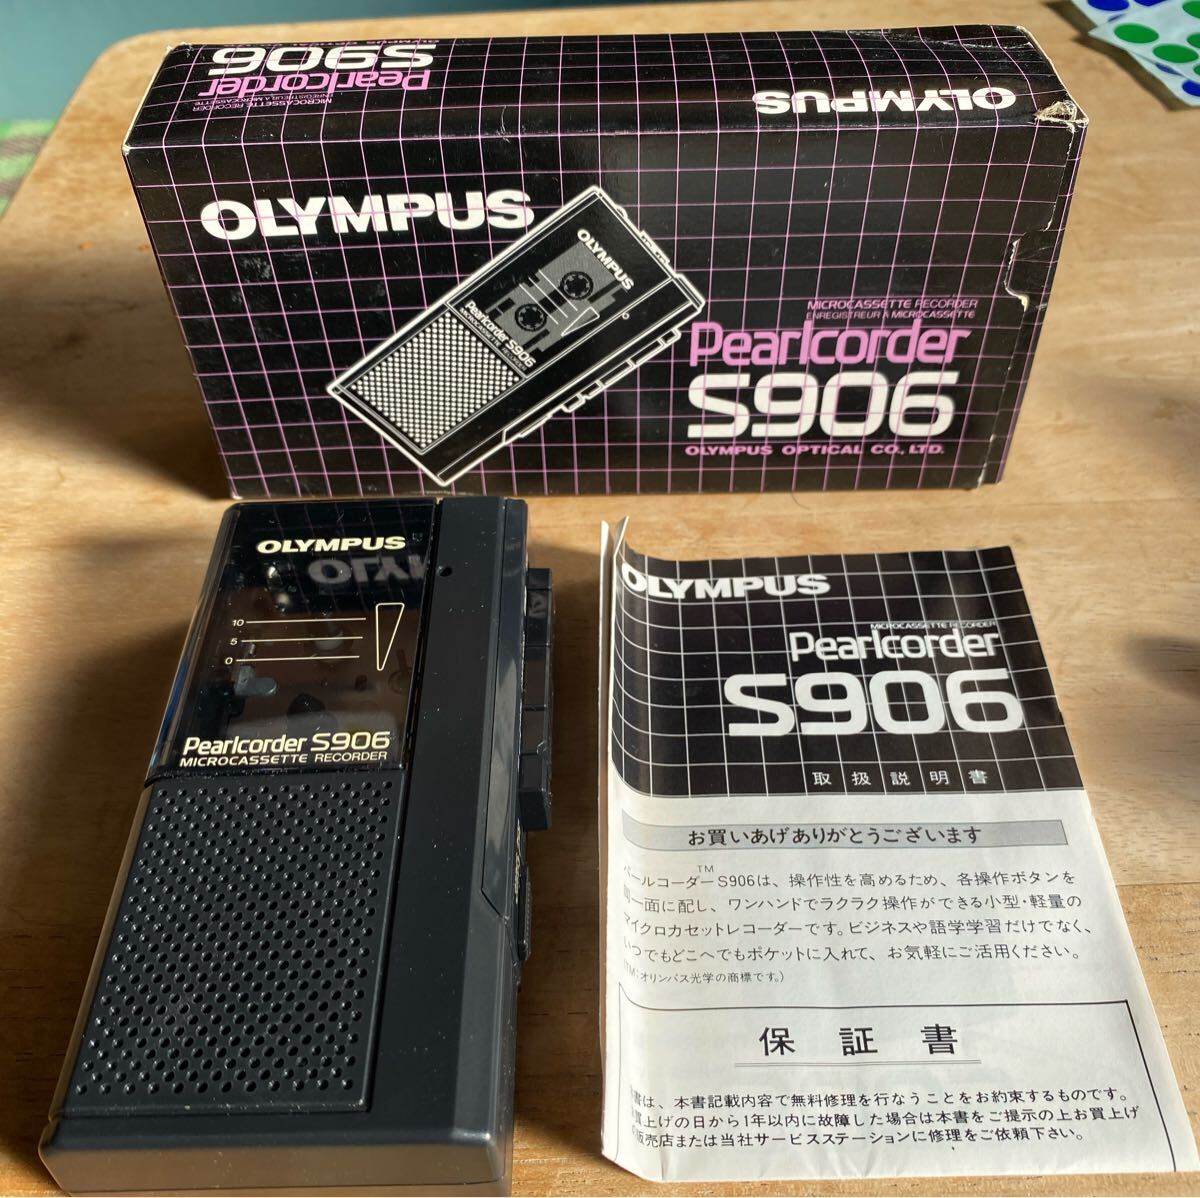 Pearlcorder
S906
MICROCASSETTE RECORDER
ENREGISTREUR A MICROCASSETTE
OLYMPUS
OLYMPUS
OLYMPUS
Pearlcorder S906
MICROCASSETTE RECORDER
MICROCASSETTE RECORDER
ENREGISTREUR A MICROCASSETTE
Pearlcorder
S906
OLYMPUS OPTICAL CO., LTD.
OLYMPUS
10
5
0
Pearlcorder S906
MICROCASSETTE RECORDER
OLYMPUS
MICROCASSETTE RECORDER
Pearlcorder
S906
取扱説明書
お買いあげありがとうございます
パールコーダー™S906は、操作性を高めるため、各操作ボタンを
同一面に配し、ワンハンドでラクラク操作ができる小型・軽量の
マイクロカセットレコーダーです。ビジネスや語学学習だけでなく、
いつでもどこへでもポケットに入れて、お気軽にご活用ください。
(TM:オリンパス光学の商標です。)
保証書
書は、本書記載内容で無料修理を行なうことをお約束するものです。
買上げの日から1年以内に故障した場合は本書をご提示の上お買上げ
販売店または当社サービスステーションに修理をご依頼下さい。